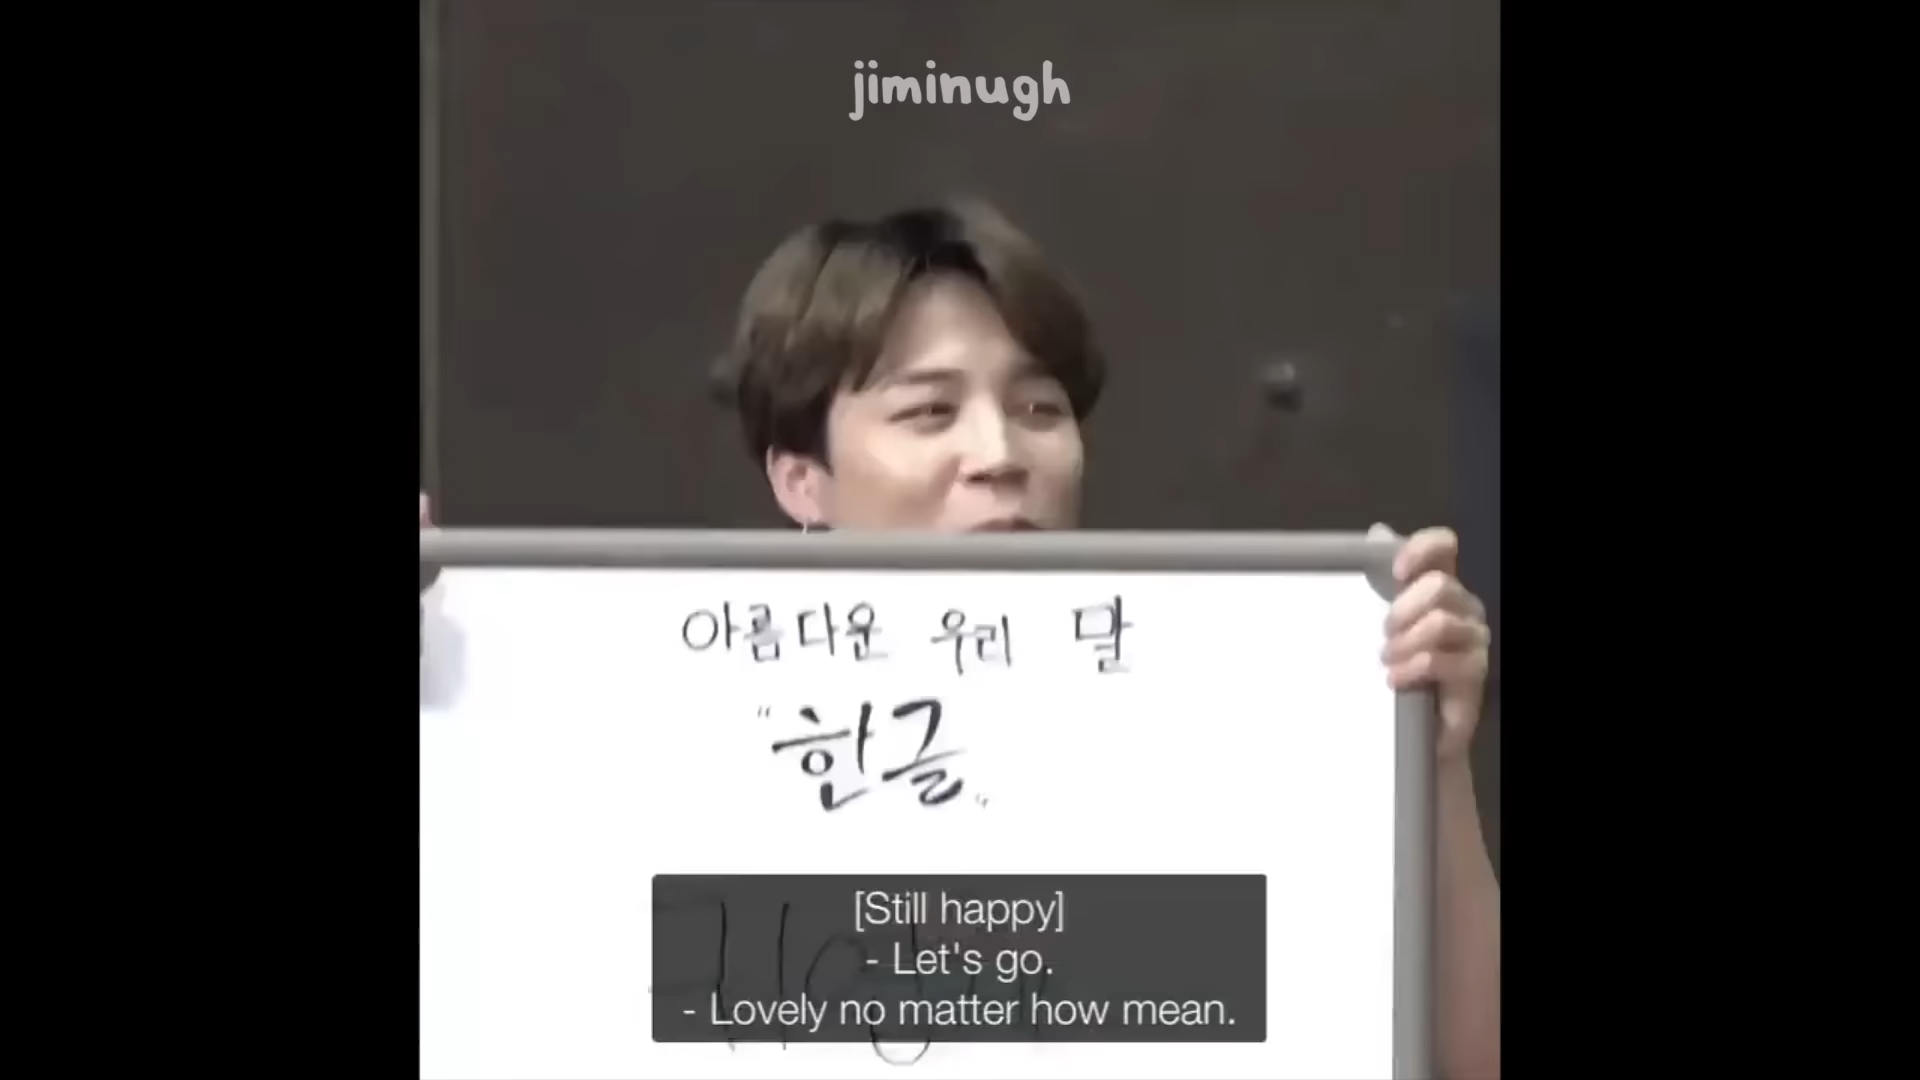 jiminugh
아름다운 우리 말
"한글"
[Still happy]
- Let's go.
- Lovely no matter how mean.